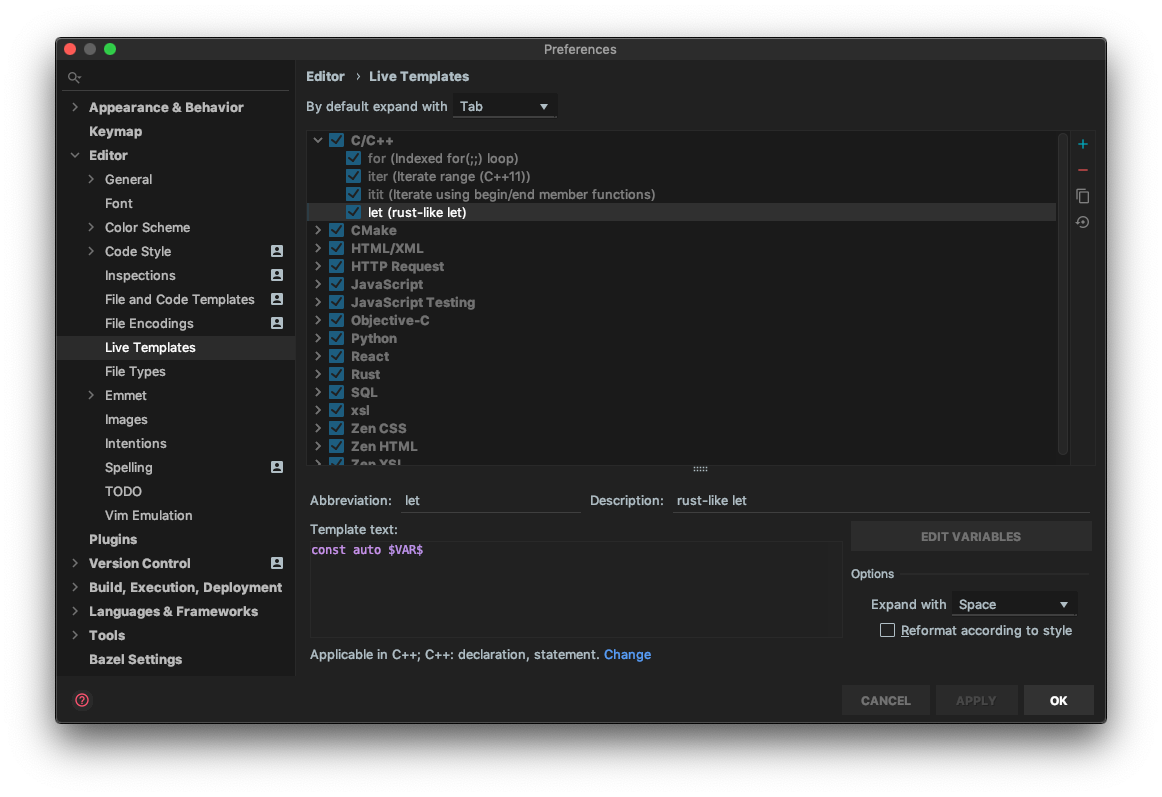 Preferences
Appearance & Behavior
Keymap
Editor
General
Font
Color Scheme
Code Style
Inspections
File and Code Templates
File Encodings
Live Templates
File Types
Emmet
Images
Intentions
Spelling
TODO
Vim Emulation
Plugins
Version Control
Build, Execution, Deployment
Languages & Frameworks
Tools
Bazel Settings
Editor › Live Templates
By default expand with Tab
C/C++
for (Indexed for(;;) loop)
iter (Iterate range (C++11))
itit (Iterate using begin/end member functions)
let (rust-like let)
CMake
HTML/XML
HTTP Request
JavaScript
JavaScript Testing
Objective-C
Python
React
Rust
SQL
xsl
Zen CSS
Zen HTML
Zen XSL
Abbreviation: let Description: rust-like let
Template text:
const auto $VAR$
EDIT VARIABLES
Options
Expand with Space
Reformat according to style
Applicable in C++; C++: declaration, statement. Change
CANCEL APPLY OK